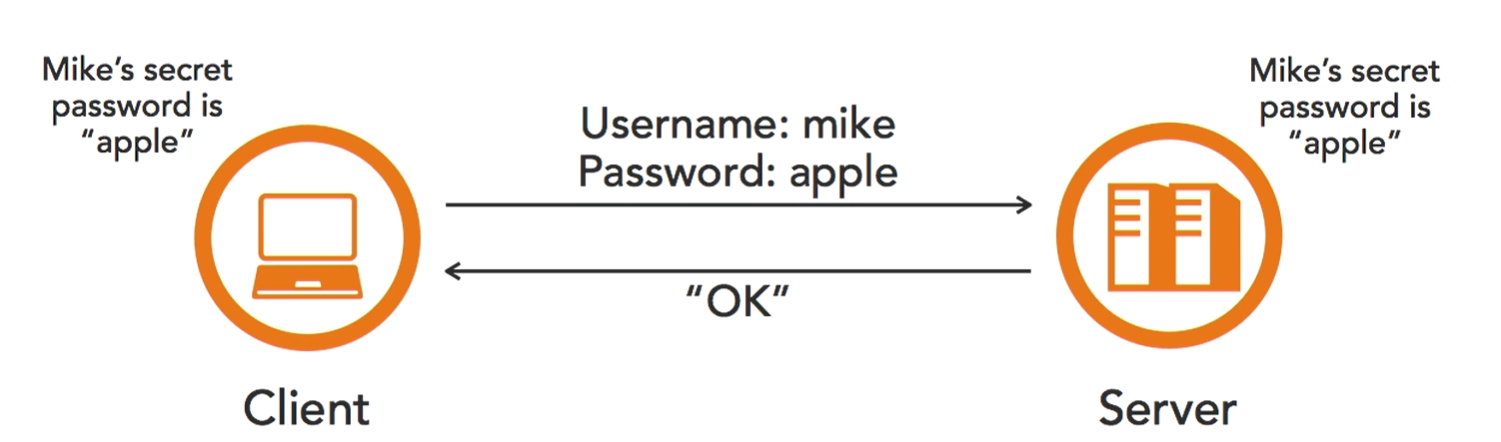 Mike’s secret
password is
“apple”
Username: mike
Password: apple
“OK”
Mike’s secret
password is
“apple”
Client
Server